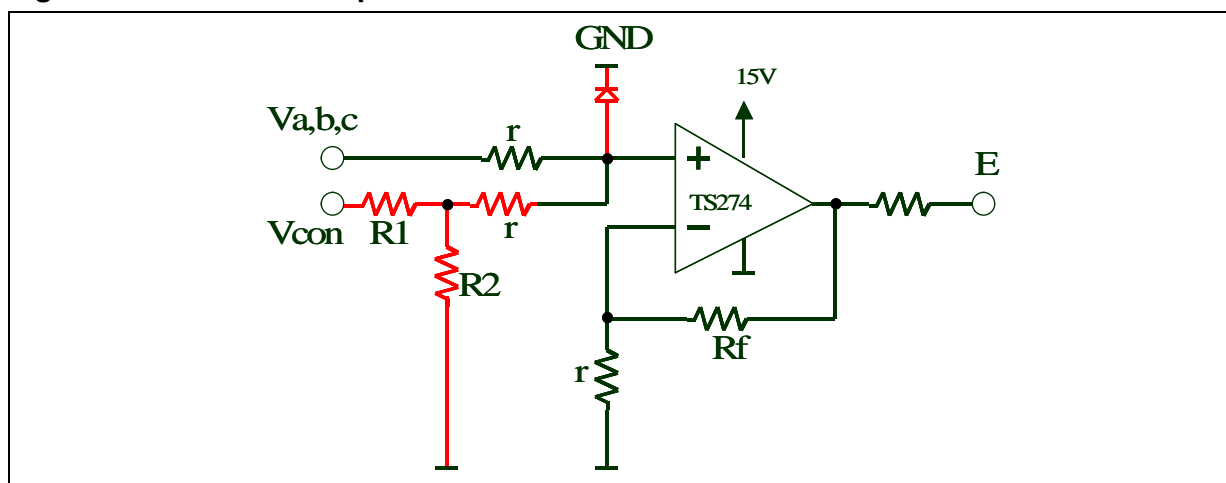 GND
15V
Va,b,c
r
+
E
TS274
Vcon
R1
r
−
R2
Rf
r